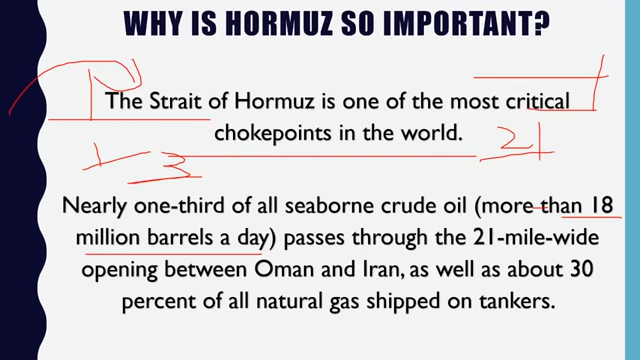 WHY IS HORMUZ SO IMPORTANT?
The Strait of Hormuz is one of the most critical
chokepoints in the world.
21
1 3
Nearly one-third of all seaborne crude oil (more than 18
million barrels a day) passes through the 21-mile-wide
opening between Oman and Iran, as well as about 30
percent of all natural gas shipped on tankers.